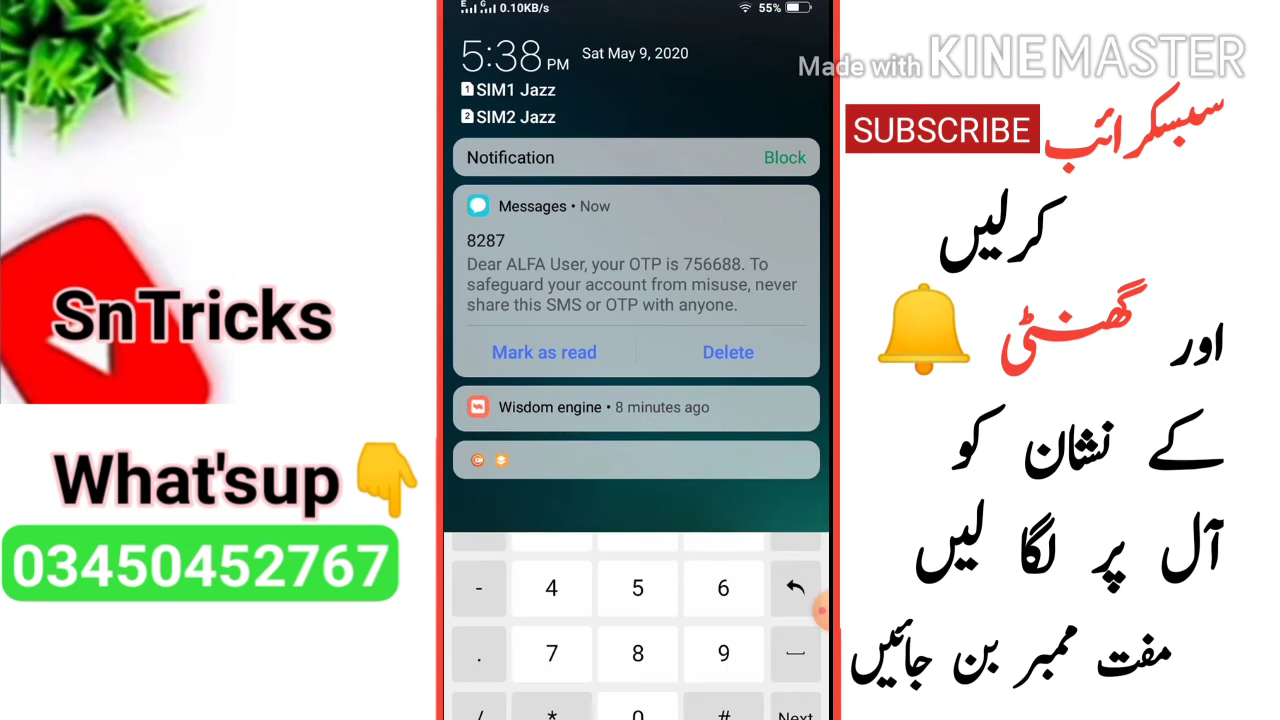 0.10KB/s
55%
5:38 PM
Sat May 9, 2020
1 SIM1 Jazz
2 SIM2 Jazz
Notification
Block
Messages • Now
8287
Dear ALFA User, your OTP is 756688. To
safeguard your account from misuse, never
share this SMS or OTP with anyone.
Mark as read
Delete
Wisdom engine • 8 minutes ago
- 4 5 6
. 7 8 9
/ * 0 # Next
SnTricks
What'sup
03450452767
Made with KINEMASTER
SUBSCRIBE سبسکرائب
کرلیں
اور گھنٹی
کے نشان کو
آل پر لگا لیں
مفت ممبر بن جائیں